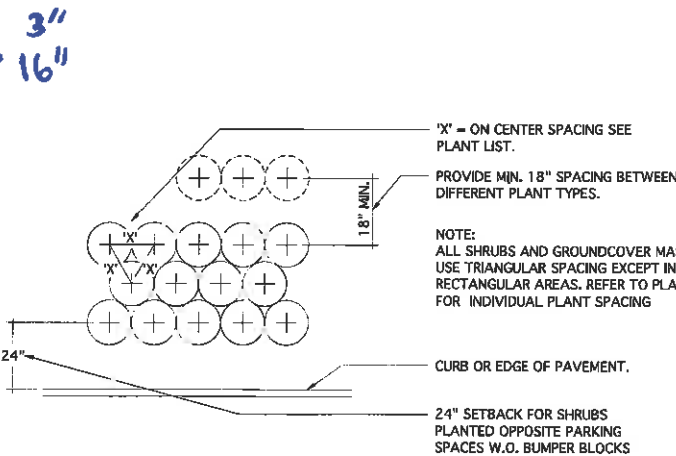 3"
16"
'X' = ON CENTER SPACING SEE
PLANT LIST.
PROVIDE MIN. 18" SPACING BETWEEN
DIFFERENT PLANT TYPES.
18" MIN.
'X'
'X' 'X'
NOTE:
ALL SHRUBS AND GROUNDCOVER
USE TRIANGULAR SPACING EXCEPT IN
RECTANGULAR AREAS. REFER TO
FOR INDIVIDUAL PLANT SPACING
24"
CURB OR EDGE OF PAVEMENT.
24" SETBACK FOR SHRUBS
PLANTED OPPOSITE PARKING
SPACES W.O. BUMPER BLOCKS